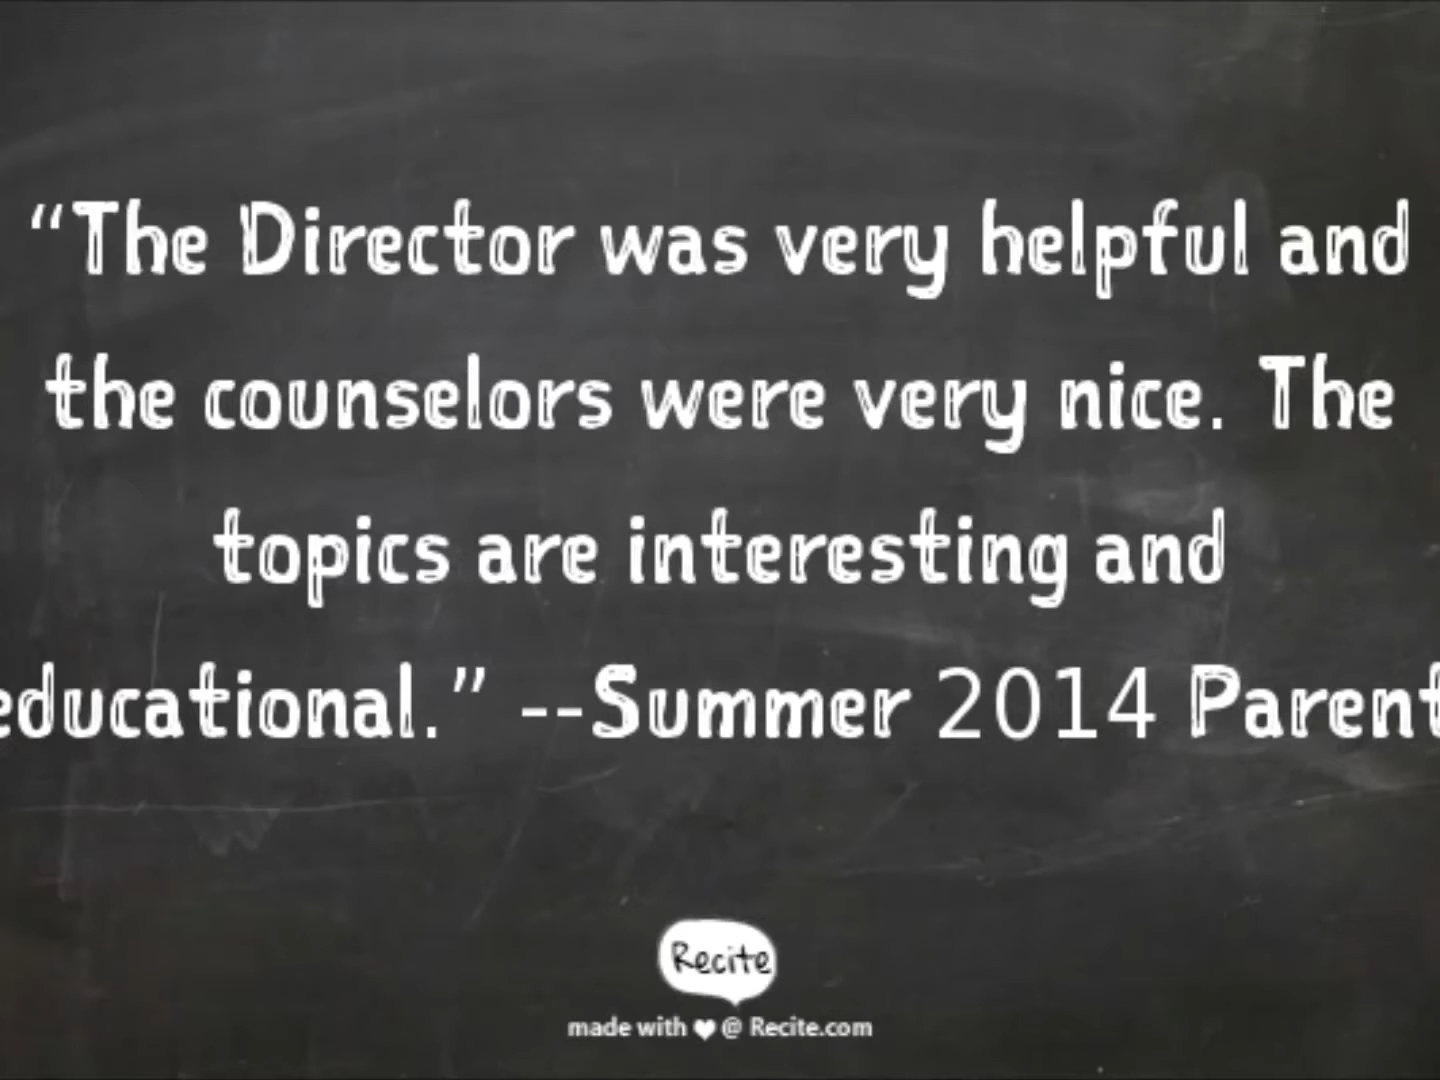 “The Director was very helpful and
the counselors were very nice. The
topics are interesting and
educational.” --Summer 2014 Parent
Recite
made with ♥ @ Recite.com